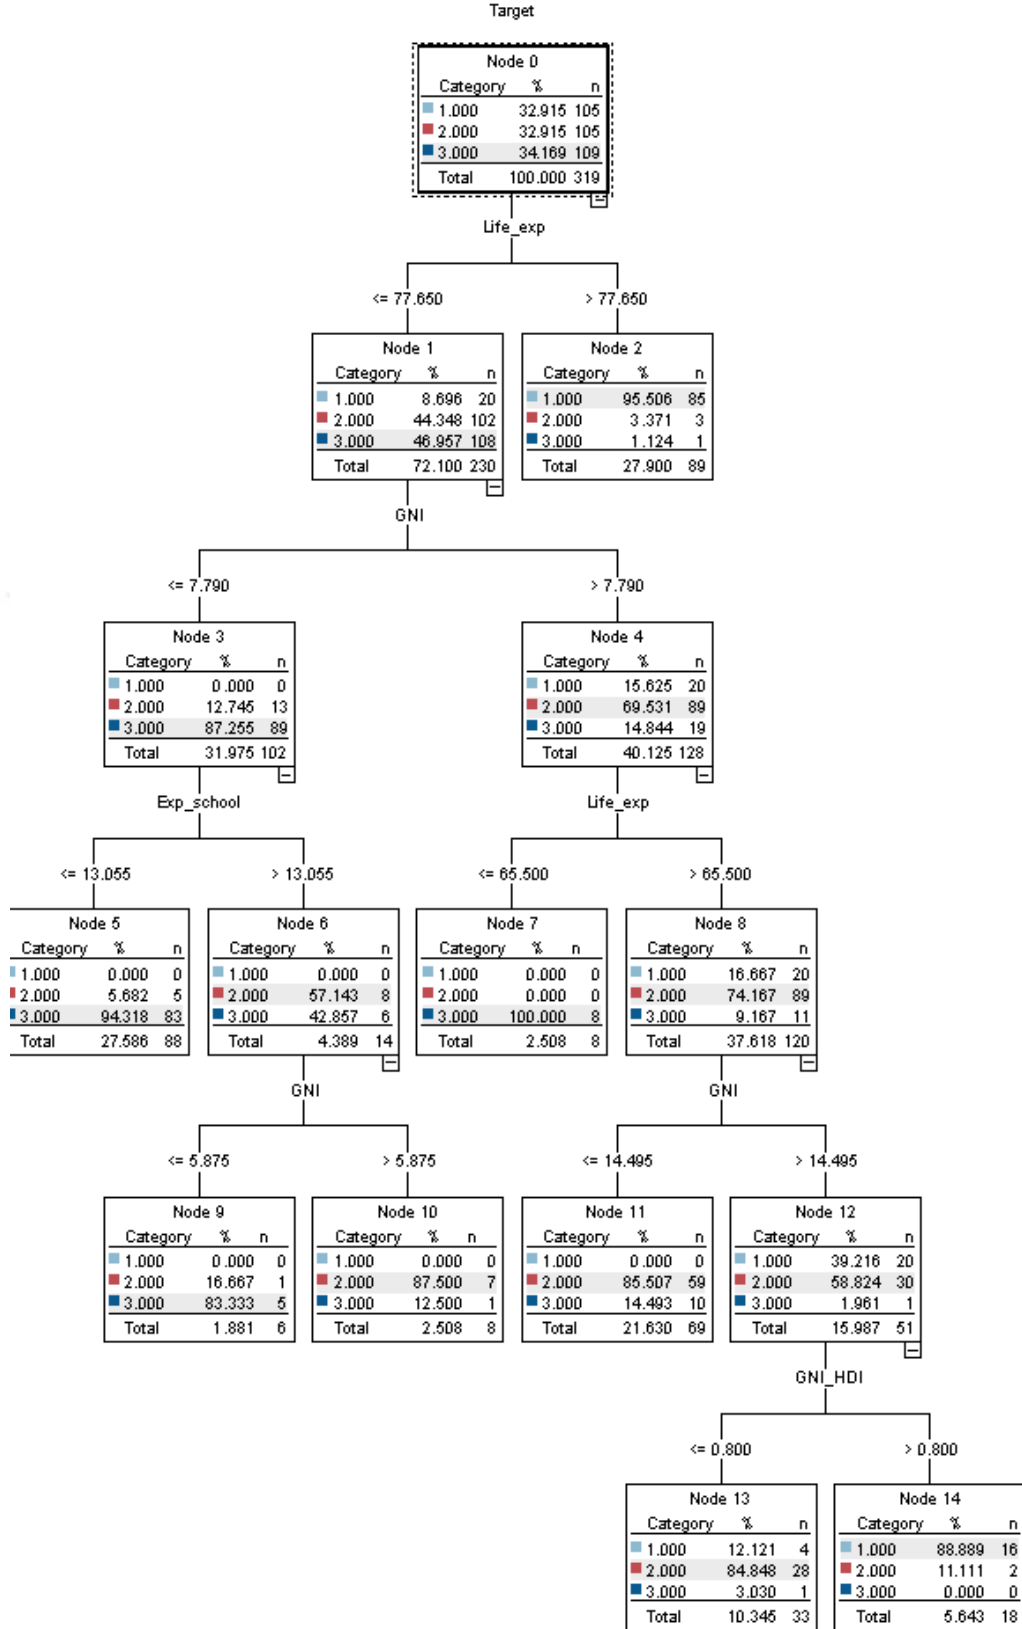 Target
Node 0
Category % n
1.000 32.915 105
2.000 32.915 105
3.000 34.169 109
Total 100.000 319
Life_exp
<= 77.650 > 77.650
Node 1
Category % n
1.000 8.696 20
2.000 44.348 102
3.000 46.957 108
Total 72.100 230
Node 2
Category % n
1.000 95.506 85
2.000 3.371 3
3.000 1.124 1
Total 27.900 89
GNI
<= 7.790 > 7.790
Node 3
Category % n
1.000 0.000 0
2.000 12.745 13
3.000 87.255 89
Total 31.975 102
Node 4
Category % n
1.000 15.625 20
2.000 69.531 89
3.000 14.844 19
Total 40.125 128
Exp_school
<= 13.055 > 13.055
Life_exp
<= 65.500 > 65.500
Node 5
Category % n
1.000 0.000 0
2.000 5.682 5
3.000 94.318 83
Total 27.586 88
Node 6
Category % n
1.000 0.000 0
2.000 57.143 8
3.000 42.857 6
Total 4.389 14
Node 7
Category % n
1.000 0.000 0
2.000 0.000 0
3.000 100.000 8
Total 2.508 8
Node 8
Category % n
1.000 16.667 20
2.000 74.167 89
3.000 9.167 11
Total 37.618 120
GNI
<= 5.875 > 5.875
GNI
<= 14.495 > 14.495
Node 9
Category % n
1.000 0.000 0
2.000 16.667 1
3.000 83.333 5
Total 1.881 6
Node 10
Category % n
1.000 0.000 0
2.000 87.500 7
3.000 12.500 1
Total 2.508 8
Node 11
Category % n
1.000 0.000 0
2.000 85.507 59
3.000 14.493 10
Total 21.630 69
Node 12
Category % n
1.000 39.216 20
2.000 58.824 30
3.000 1.961 1
Total 15.987 51
GNI_HDI
<= 0.800 > 0.800
Node 13
Category % n
1.000 12.121 4
2.000 84.848 28
3.000 3.030 1
Total 10.345 33
Node 14
Category % n
1.000 88.889 16
2.000 11.111 2
3.000 0.000 0
Total 5.643 18